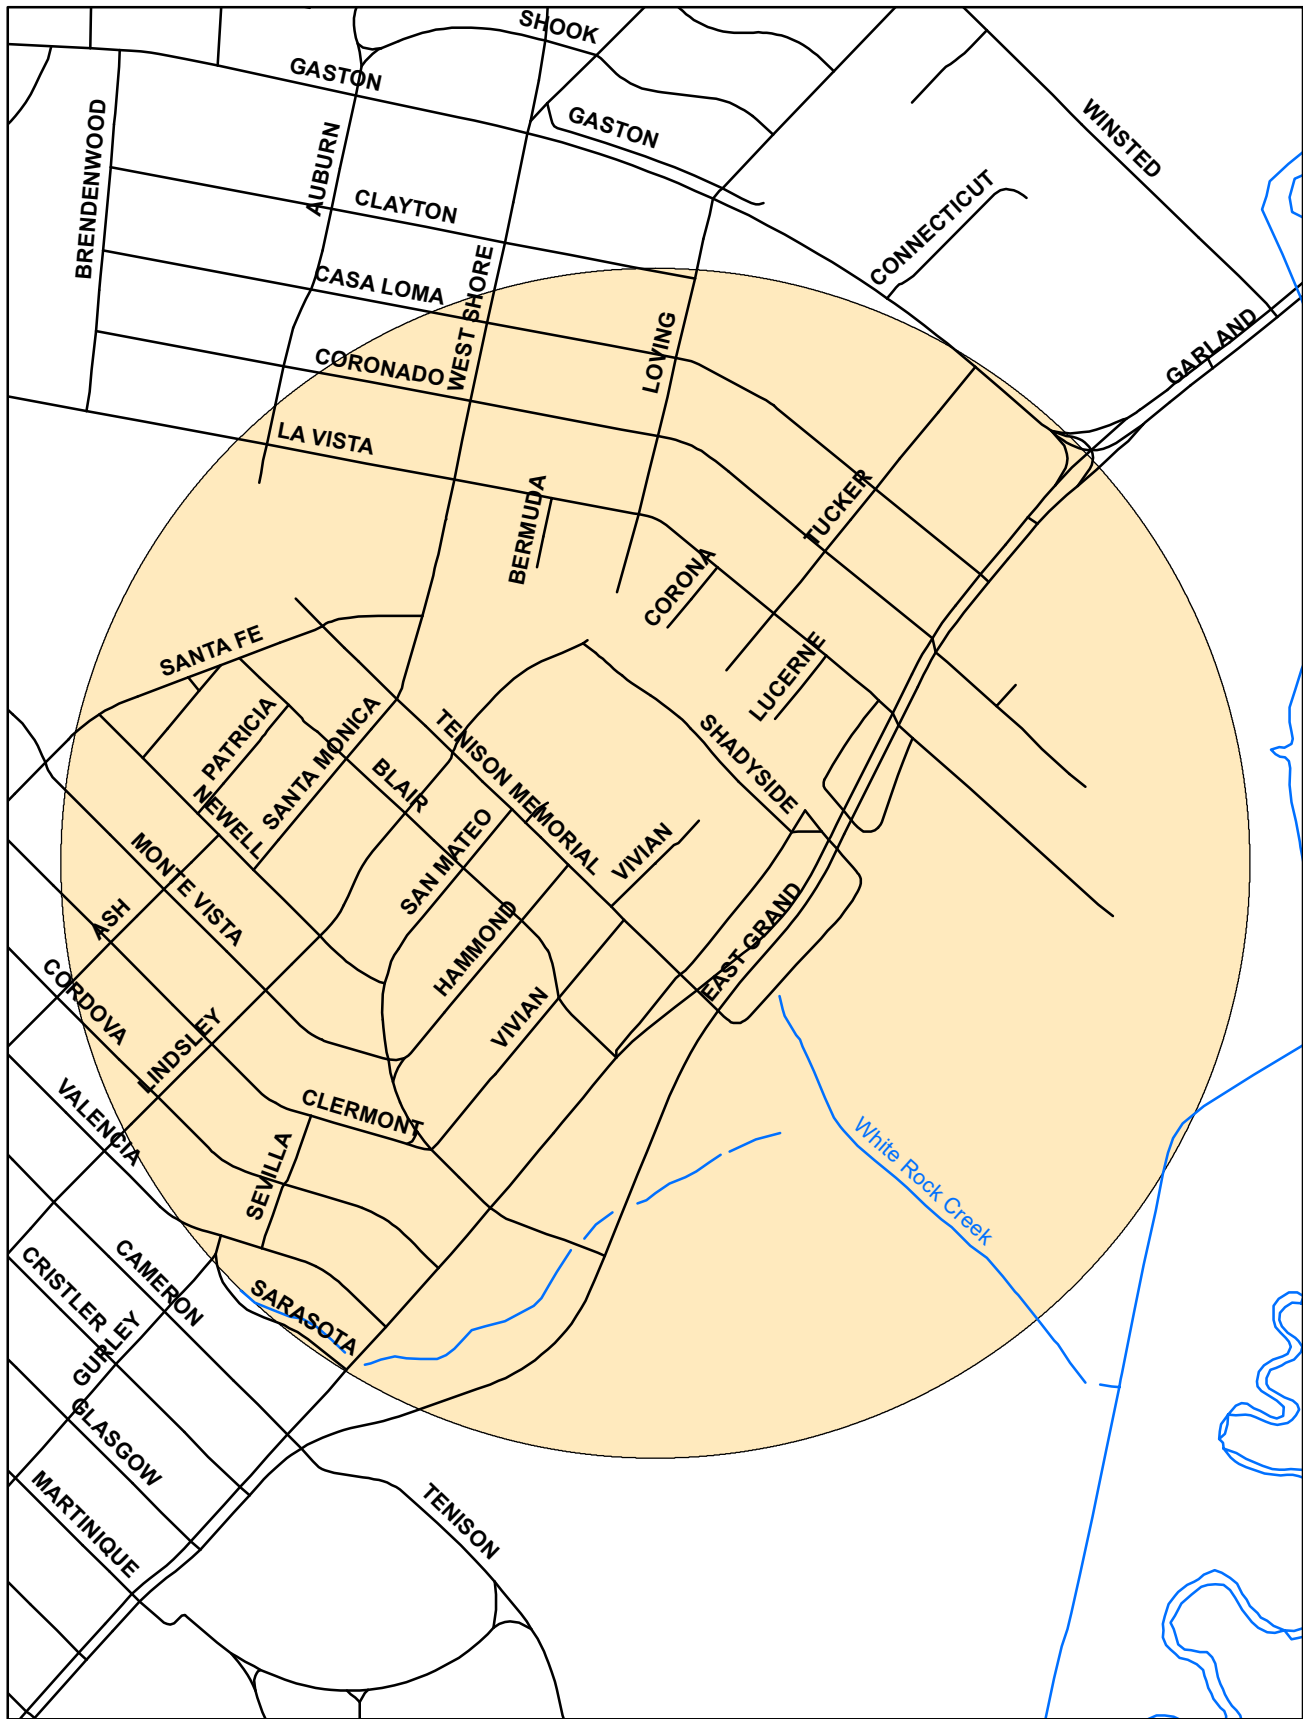 SHOOK
GASTON
GASTON
WINSTED
BRENDENWOOD
AUBURN
CLAYTON
CONNECTICUT
CASA LOMA
WEST SHORE
LOVING
GARLAND
CORONADO
LA VISTA
BERMUDA
TUCKER
CORONA
SANTA FE
LUCERNE
PATRICIA
SANTA MONICA
TENISON MEMORIAL
SHADYSIDE
BLAIR
NEWELL
MONTE VISTA
SAN MATEO
VIVIAN
ASH
HAMMOND
EAST GRAND
CORDOVA
VIVIAN
LINDSLEY
VALENCIA
CLERMONT
SEVILLA
White Rock Creek
CAMERON
CRISTLER
SARASOTA
GURLEY
GLASGOW
MARTINIQUE
TENISON